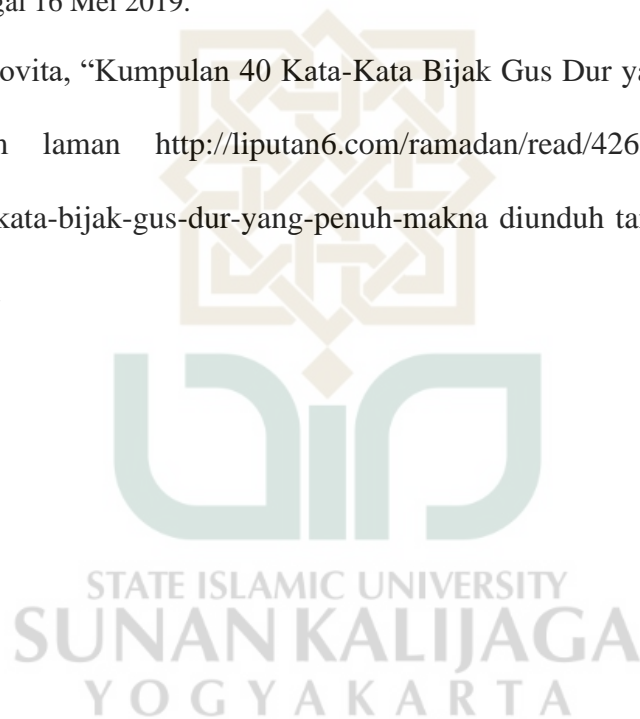 gal 16 Mei 2019.
ovita, “Kumpulan 40 Kata-Kata Bijak Gus Dur ya
laman http://liputan6.com/ramadan/read/426
kata-bijak-gus-dur-yang-penuh-makna diunduh ta
STATE ISLAMIC UNIVERSITY
SUNAN KALIJAGA
YOGYAKARTA